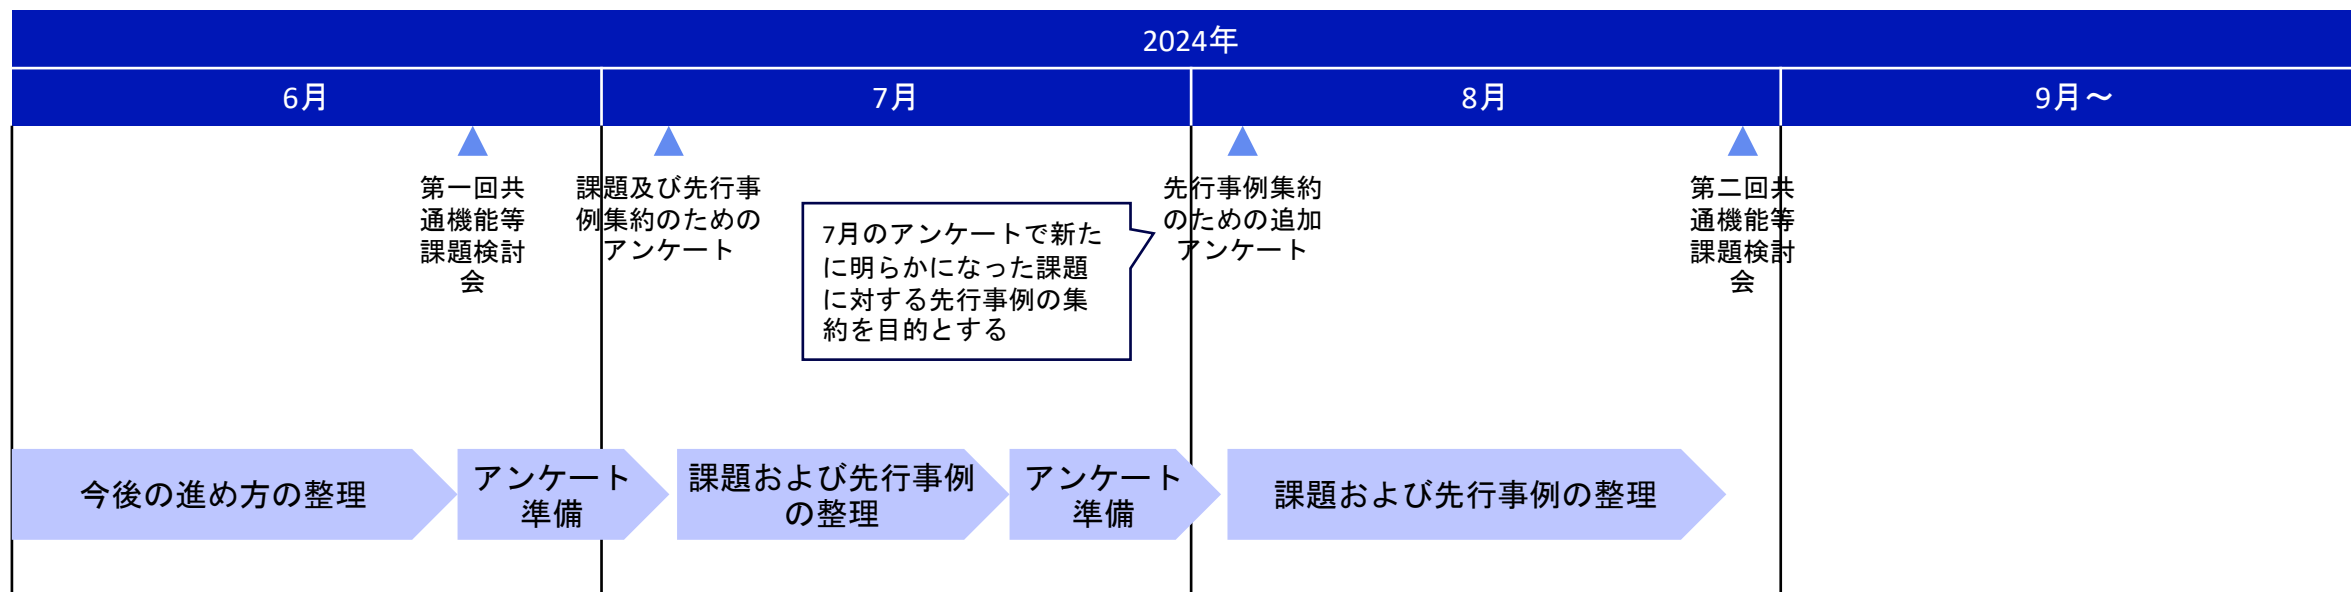 2024年
6月
7月
8月
9月～
第一回共
通機能等
課題検討
会
課題及び先行事
例集約のための
アンケート
7月のアンケートで新た
に明らかになった課題
に対する先行事例の集
約を目的とする
先行事例集約
のための追加
アンケート
第二回共
通機能等
課題検討
会
今後の進め方の整理
アンケート
準備
課題および先行事例
の整理
アンケート
準備
課題および先行事例の整理